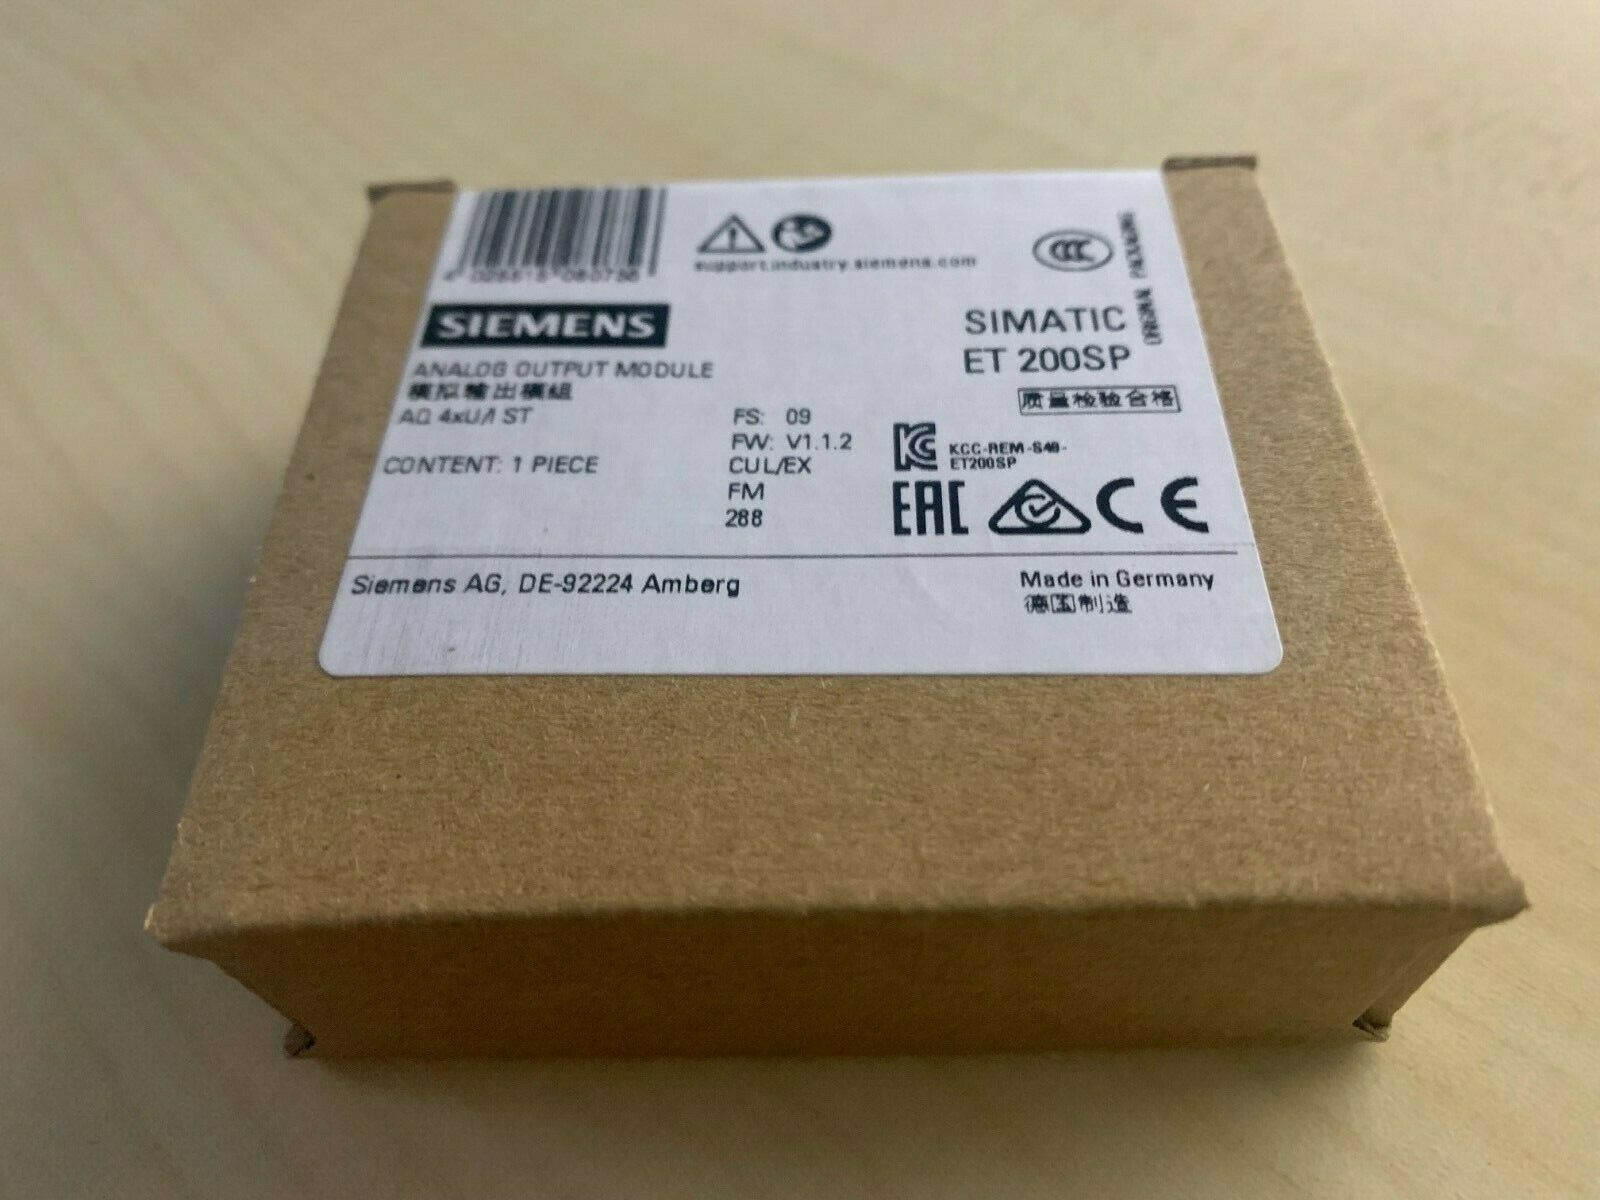 support.industry.siemens.com
ORIGINAL PACKAGING
SIEMENS
SIMATIC
ET 200SP
ANALOG OUTPUT MODULE
模拟输出模组
质量检验合格
AQ 4xU/I ST
FS: 09
FW: V1.1.2
CUL/EX
FM
288
CONTENT: 1 PIECE
KCC-REM-S49-
ET200SP
EAC
CE
Siemens AG, DE-92224 Amberg
Made in Germany
德国制造